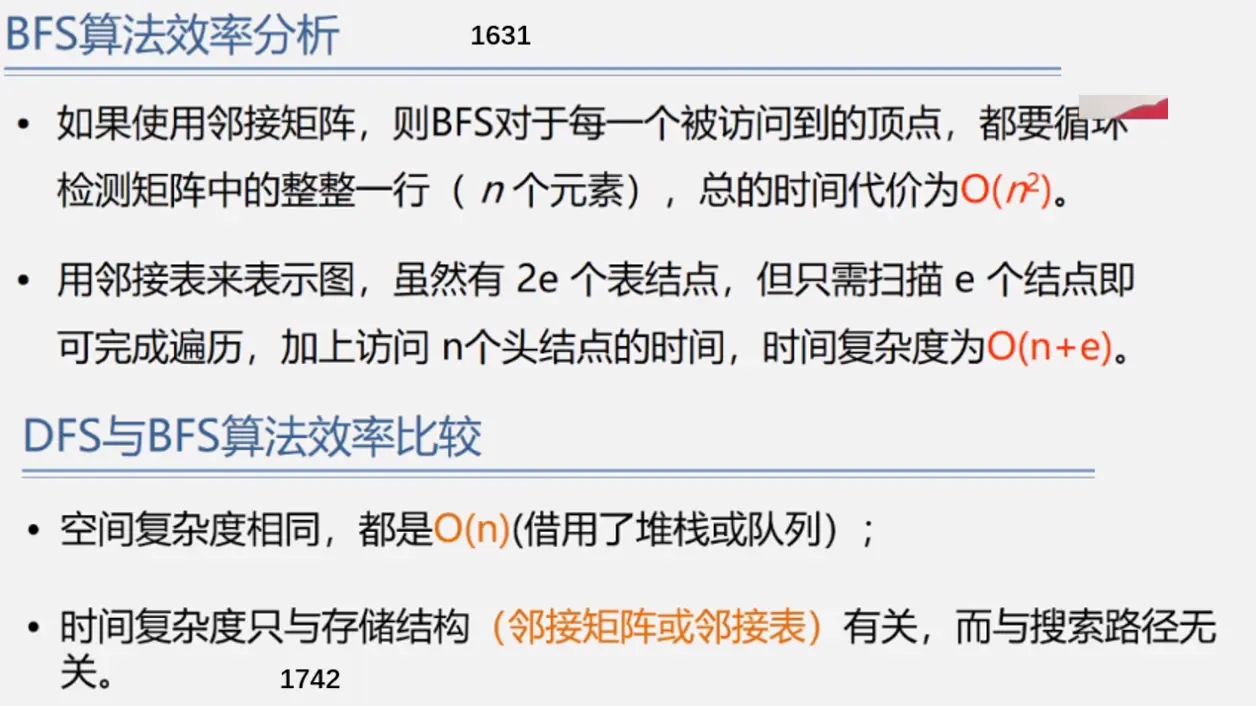 BFS算法效率分析 1631
• 如果使用邻接矩阵，则BFS对于每一个被访问到的顶点，都要循环
检测矩阵中的整整一行（ n 个元素），总的时间代价为O(n²)。
• 用邻接表来表示图，虽然有 2e 个表结点，但只需扫描 e 个结点即
可完成遍历，加上访问 n个头结点的时间，时间复杂度为O(n+e)。
DFS与BFS算法效率比较
• 空间复杂度相同，都是O(n)(借用了堆栈或队列）；
• 时间复杂度只与存储结构（邻接矩阵或邻接表）有关，而与搜索路径无
关。 1742